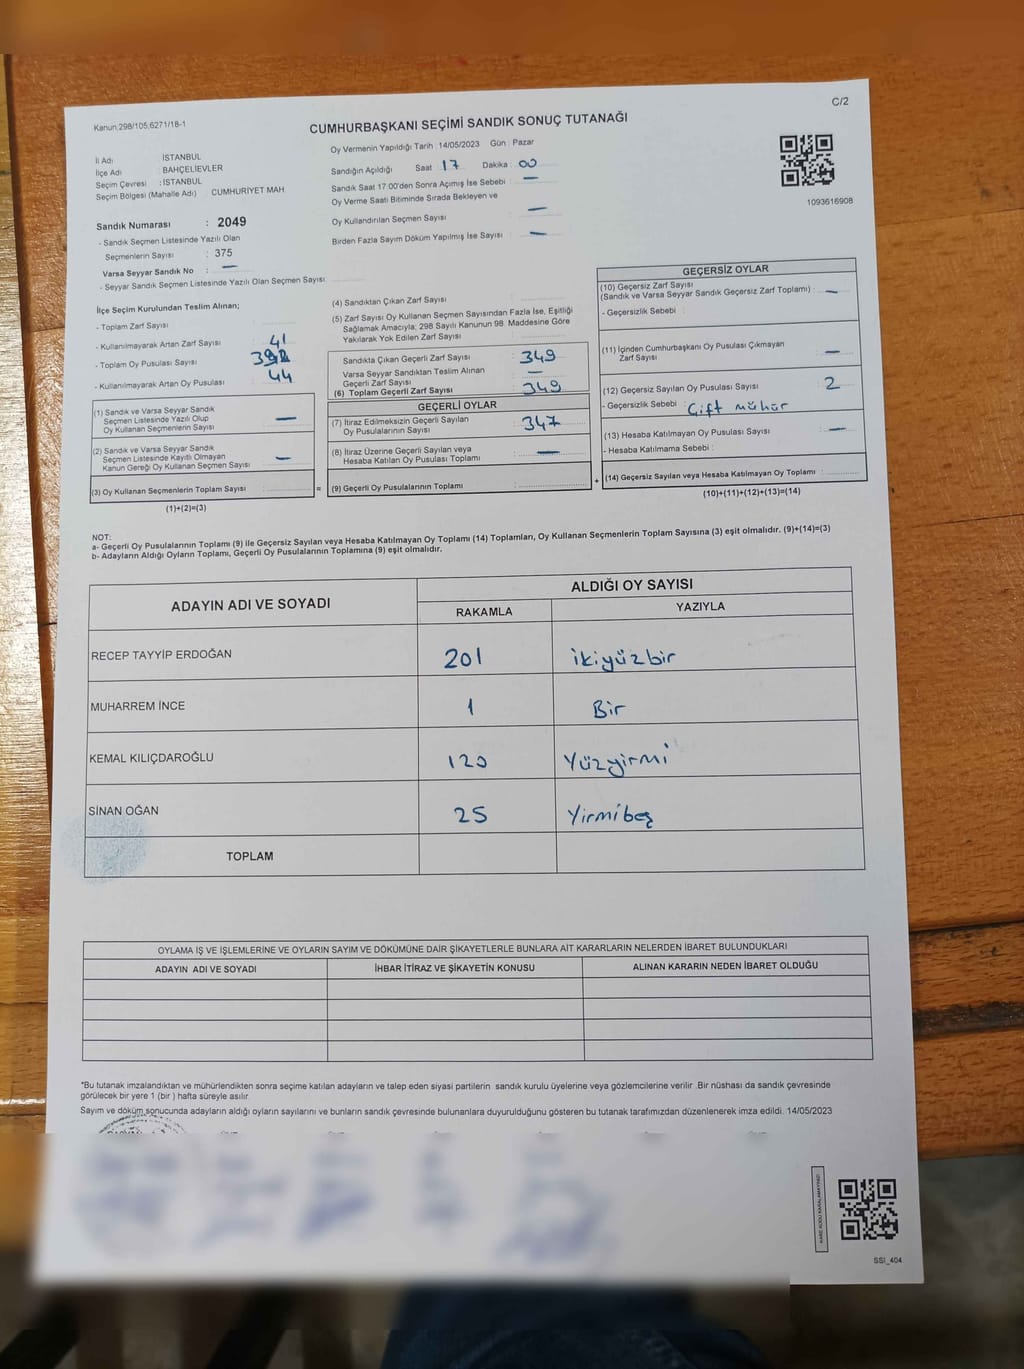 C/2
Kanun,298/105;6271/18-1
CUMHURBAŞKANI SEÇİMİ SANDIK SONUÇ TUTANAĞI
İl Adı İSTANBUL
İlçe Adı BAHÇELİEVLER
Seçim Çevresi : İSTANBUL
Seçim Bölgesi (Mahalle Adı) CUMHURİYET MAH.
Sandık Numarası : 2049
- Sandık Seçmen Listesinde Yazılı Olan
Seçmenlerin Sayısı : 375
Varsa Seyyar Sandık No : —
- Seyyar Sandık Seçmen Listesinde Yazılı Olan Seçmen Sayısı :
Oy Vermenin Yapıldığı Tarih : 14/05/2023 Gün : Pazar
Sandığın Açıldığı Saat : 17 Dakika : 00
Sandık Saat 17:00'den Sonra Açımış İse Sebebi : —
Oy Verme Saati Bitiminde Sırada Bekleyen ve
Oy Kullandırılan Seçmen Sayısı : —
Birden Fazla Sayım Döküm Yapılmış İse Sayısı : —
1093616908
İlçe Seçim Kurulundan Teslim Alınan;
- Toplam Zarf Sayısı :
- Kullanılmayarak Artan Zarf Sayısı : 41
- Toplam Oy Pusulası Sayısı :
- Kullanılmayarak Artan Oy Pusulası : 44
(1) Sandık ve Varsa Seyyar Sandık
Seçmen Listesinde Yazılı Olup
Oy Kullanan Seçmenlerin Sayısı : —
(2) Sandık ve Varsa Seyyar Sandık
Seçmen Listesinde Kayıtlı Olmayan
Kanun Gereği Oy Kullanan Seçmen Sayısı : —
(3) Oy Kullanan Seçmenlerin Toplam Sayısı : =
(1)+(2)=(3)
(4) Sandıktan Çıkan Zarf Sayısı :
(5) Zarf Sayısı Oy Kullanan Seçmen Sayısından Fazla İse, Eşitliği
Sağlamak Amacıyla; 298 Sayılı Kanunun 98. Maddesine Göre
Yakılarak Yok Edilen Zarf Sayısı :
Sandıkta Çıkan Geçerli Zarf Sayısı : 349
Varsa Seyyar Sandıktan Teslim Alınan
Geçerli Zarf Sayısı : —
(6) Toplam Geçerli Zarf Sayısı : 349
GEÇERLİ OYLAR
(7) İtiraz Edilmeksizin Geçerli Sayılan
Oy Pusulalarının Sayısı : 347
(8) İtiraz Üzerine Geçerli Sayılan veya
Hesaba Katılan Oy Pusulası Toplamı : —
(9) Geçerli Oy Pusulalarının Toplamı : +
GEÇERSİZ OYLAR
(10) Geçersiz Zarf Sayısı
(Sandık ve Varsa Seyyar Sandık Geçersiz Zarf Toplamı) : —
- Geçersizlik Sebebi :
(11) İçinden Cumhurbaşkanı Oy Pusulası Çıkmayan
Zarf Sayısı : —
(12) Geçersiz Sayılan Oy Pusulası Sayısı : 2
- Geçersizlik Sebebi : Çift mühür
(13) Hesaba Katılmayan Oy Pusulası Sayısı : —
- Hesaba Katılmama Sebebi :
(14) Geçersiz Sayılan veya Hesaba Katılmayan Oy Toplamı :
(10)+(11)+(12)+(13)=(14)
NOT:
a- Geçerli Oy Pusulalarının Toplamı (9) ile Geçersiz Sayılan veya Hesaba Katılmayan Oy Toplamı (14) Toplamları, Oy Kullanan Seçmenlerin Toplam Sayısına (3) eşit olmalıdır. (9)+(14)=(3)
b- Adayların Aldığı Oyların Toplamı, Geçerli Oy Pusulalarının Toplamına (9) eşit olmalıdır.
ADAYIN ADI VE SOYADI
ALDIĞI OY SAYISI
RAKAMLA YAZIYLA
RECEP TAYYİP ERDOĞAN 201 ikiyüzbir
MUHARREM İNCE 1 Bir
KEMAL KILIÇDAROĞLU 120 Yüzyirmi
SİNAN OĞAN 25 Yirmibeş
TOPLAM
OYLAMA İŞ VE İŞLEMLERİNE VE OYLARIN SAYIM VE DÖKÜMÜNE DAİR ŞİKAYETLERLE BUNLARA AİT KARARLARIN NELERDEN İBARET BULUNDUKLARI
ADAYIN ADI VE SOYADI İHBAR İTİRAZ VE ŞİKAYETİN KONUSU ALINAN KARARIN NEDEN İBARET OLDUĞU
*Bu tutanak imzalandıktan ve mühürlendikten sonra seçime katılan adayların ve talep eden siyasi partilerin sandık kurulu üyelerine veya gözlemcilerine verilir .Bir nüshası da sandık çevresinde
görülecek bir yere 1 (bir ) hafta süreyle asılır.
Sayım ve döküm sonucunda adayların aldığı oyların sayılarını ve bunların sandık çevresinde bulunanlara duyurulduğunu gösteren bu tutanak tarafımızdan düzenlenerek imza edildi. 14/05/2023
KARE KODU KARALAMAYINIZ!
SSI_404